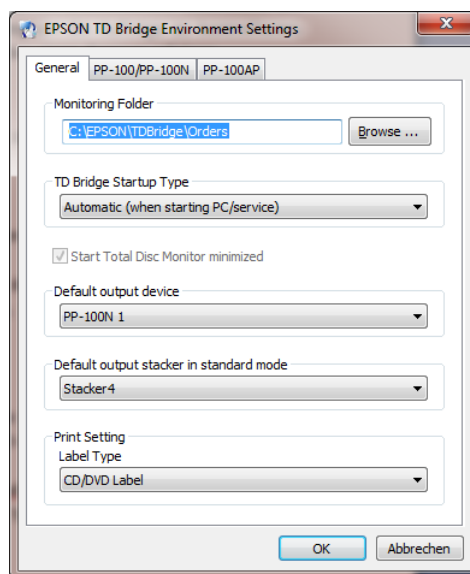 EPSON TD Bridge Environment Settings
General PP-100/PP-100N PP-100AP
Monitoring Folder
C:\EPSON\TDBridge\Orders Browse ...
TD Bridge Startup Type
Automatic (when starting PC/service)
Start Total Disc Monitor minimized
Default output device
PP-100N 1
Default output stacker in standard mode
Stacker4
Print Setting
Label Type
CD/DVD Label
OK Abbrechen